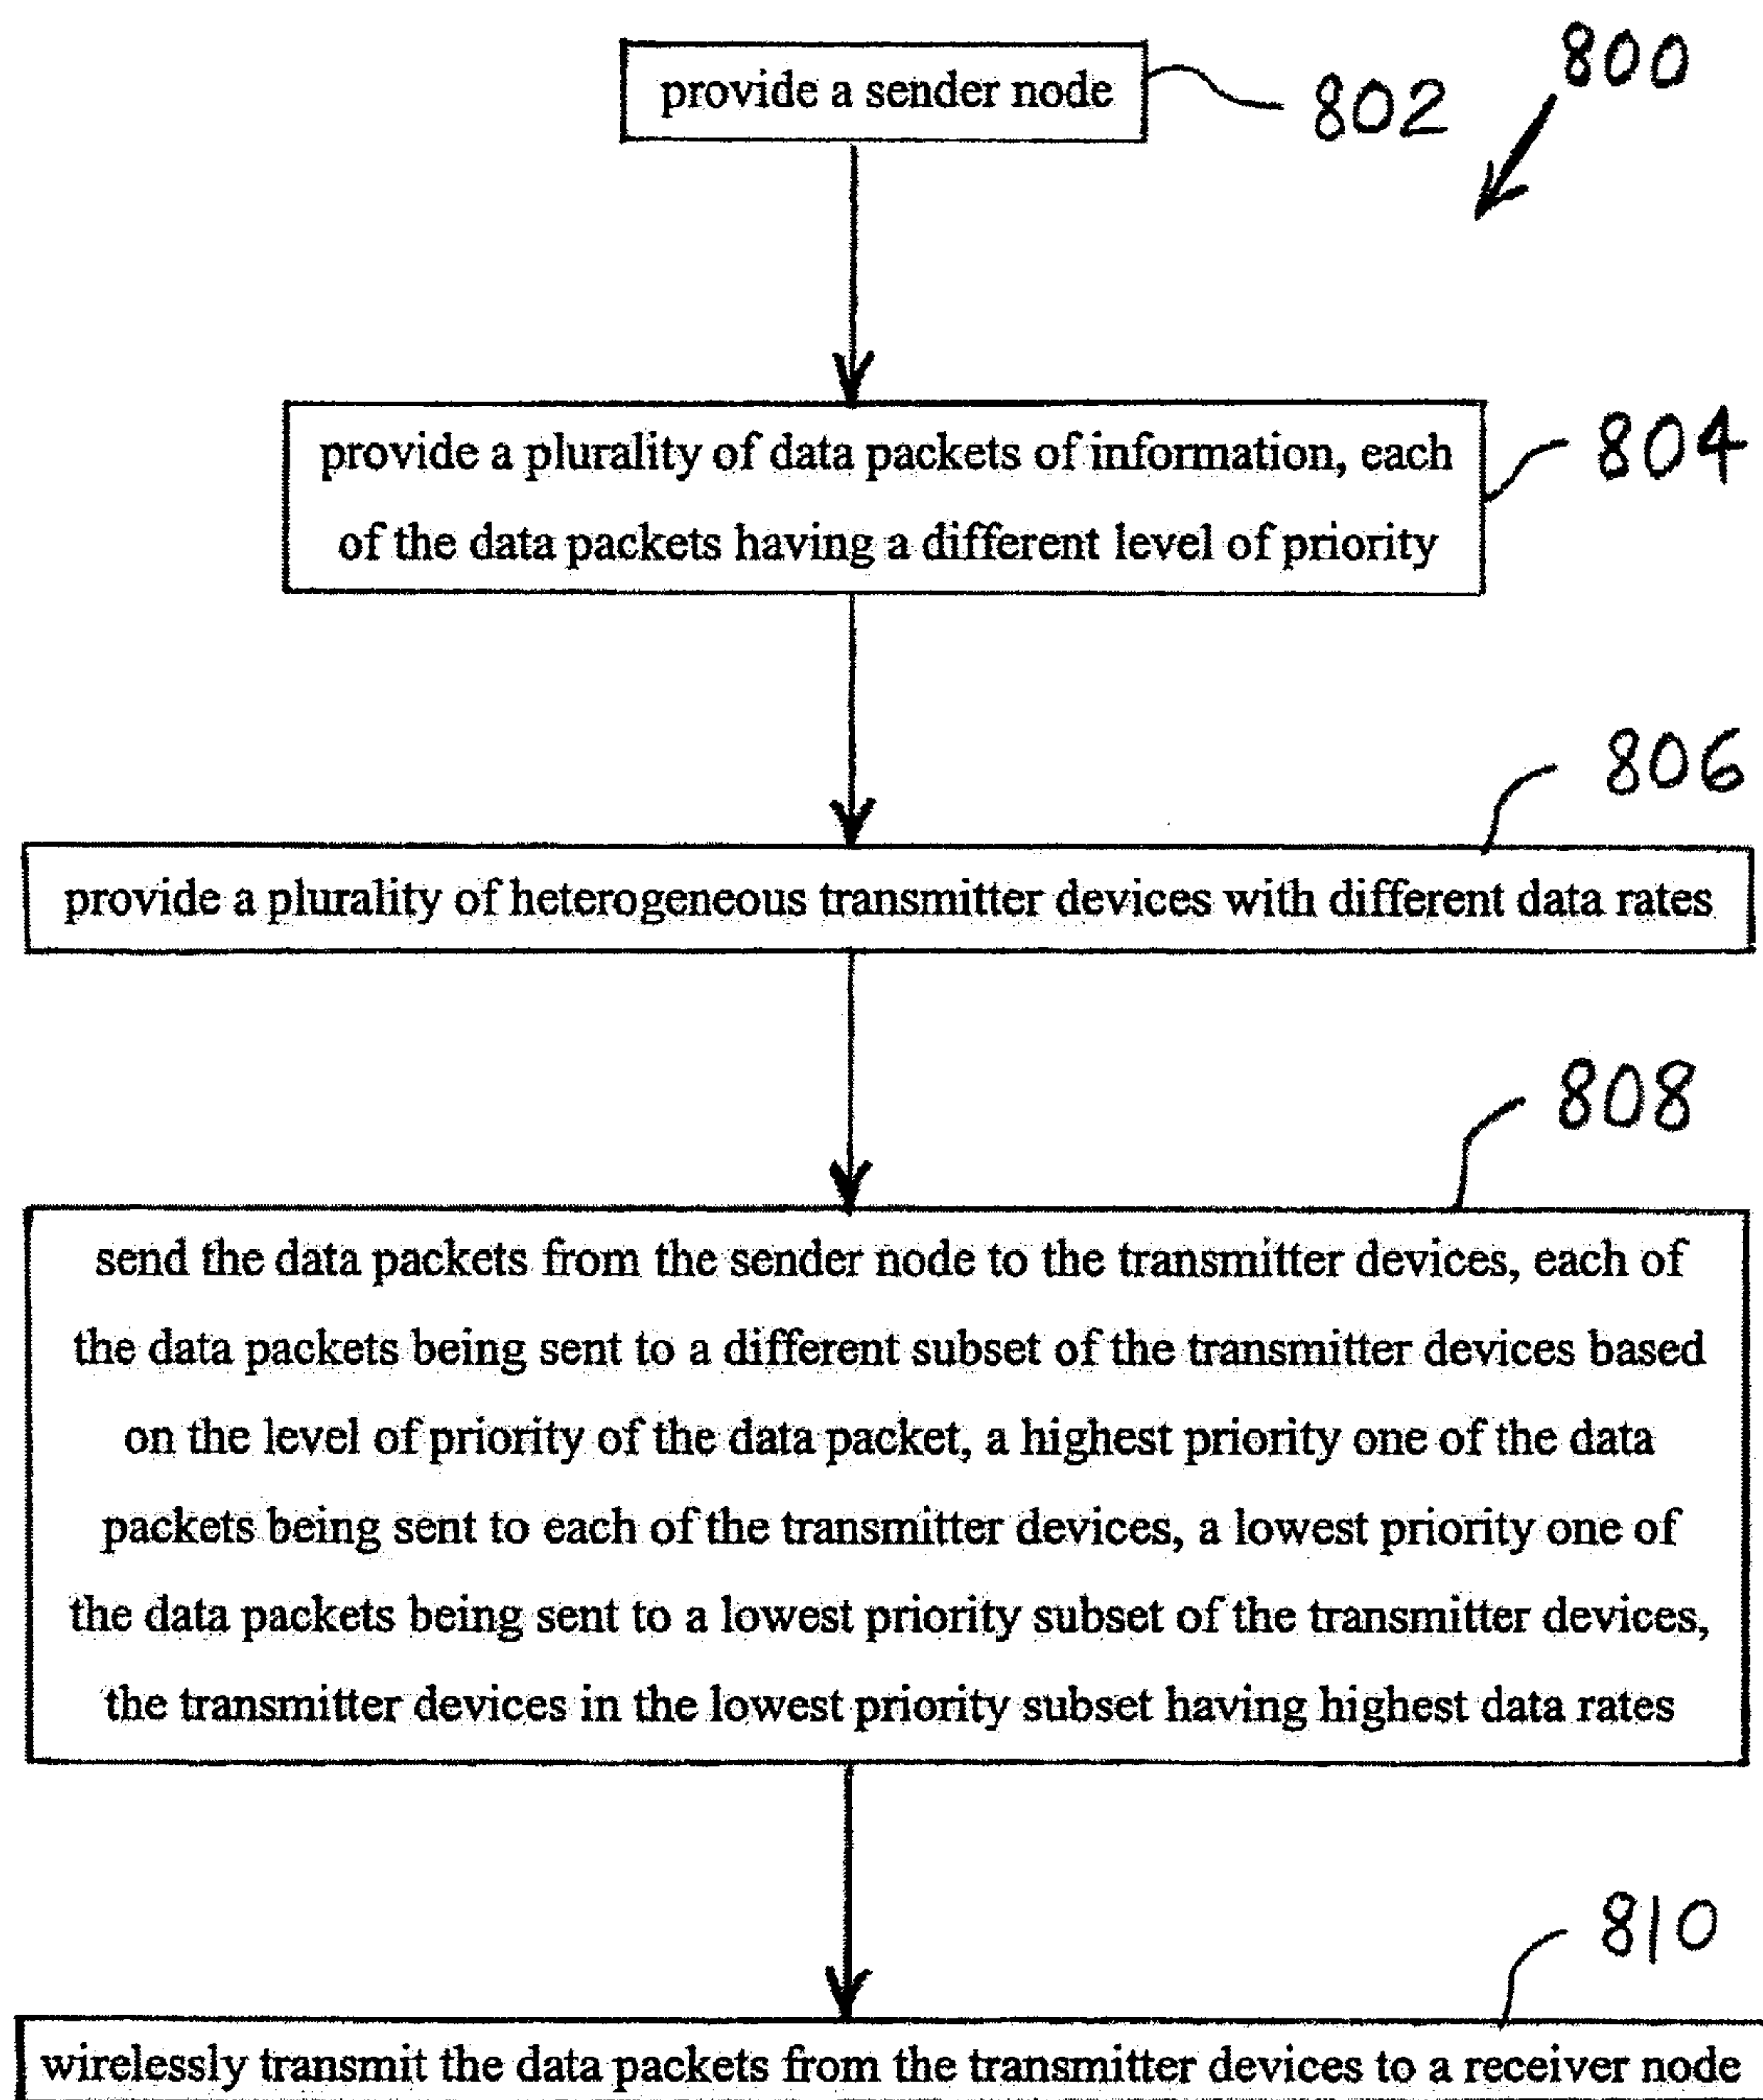 800
provide a sender node
802
provide a plurality of data packets of information, each
of the data packets having a different level of priority
804
806
provide a plurality of heterogeneous transmitter devices with different data rates
808
send the data packets from the sender node to the transmitter devices, each of
the data packets being sent to a different subset of the transmitter devices based
on the level of priority of the data packet, a highest priority one of the data
packets being sent to each of the transmitter devices, a lowest priority one of
the data packets being sent to a lowest priority subset of the transmitter devices,
the transmitter devices in the lowest priority subset having highest data rates
810
wirelessly transmit the data packets from the transmitter devices to a receiver node